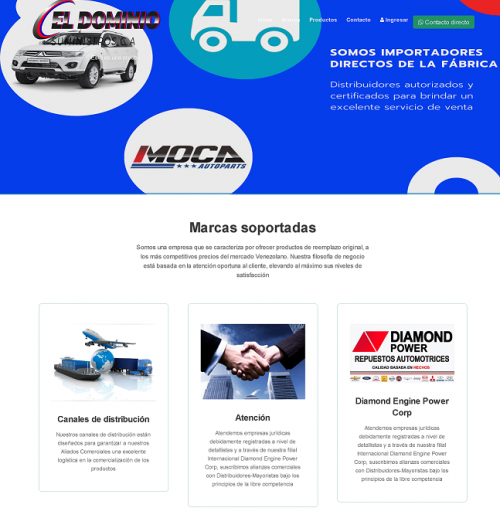 EL DOMINIO
Productos
Contacto
Ingresar
Contacto directo
SOMOS IMPORTADORES
DIRECTOS DE LA FÁBRICA
Distribuidores autorizados y
certificados para brindar un
excelente servicio de venta
MOCA
AUTOPARTS
Marcas soportadas
Somos una empresa que se caracteriza por ofrecer productos de reemplazo original, a
los más competitivos precios del mercado Venezolano. Nuestra filosofía de negocio
está basada en la atención oportuna al cliente, elevando al máximo sus niveles de
satisfacción
Canales de distribución
Nuestros canales de distribución están
diseñados para garantizar a nuestros
Aliados Comerciales una excelente
logística en la comercialización de los
productos
Atención
Atendemos empresas jurídicas
debidamente registradas a nivel de
detallistas y a través de nuestra filial
Internacional Diamond Engine Power
Corp, suscribimos alianzas comerciales
con Distribuidores-Mayoristas bajo los
principios de la libre competencia
DIAMOND
POWER
REPUESTOS AUTOMOTRICES
CALIDAD BASADA EN HECHOS
Diamond Engine Power
Corp
Atendemos empresas jurídicas
debidamente registradas a nivel de
detallistas y a través de nuestra filial
Internacional Diamond Engine Power
Corp, suscribimos alianzas comerciales
con Distribuidores-Mayoristas bajo los
principios de la libre competencia